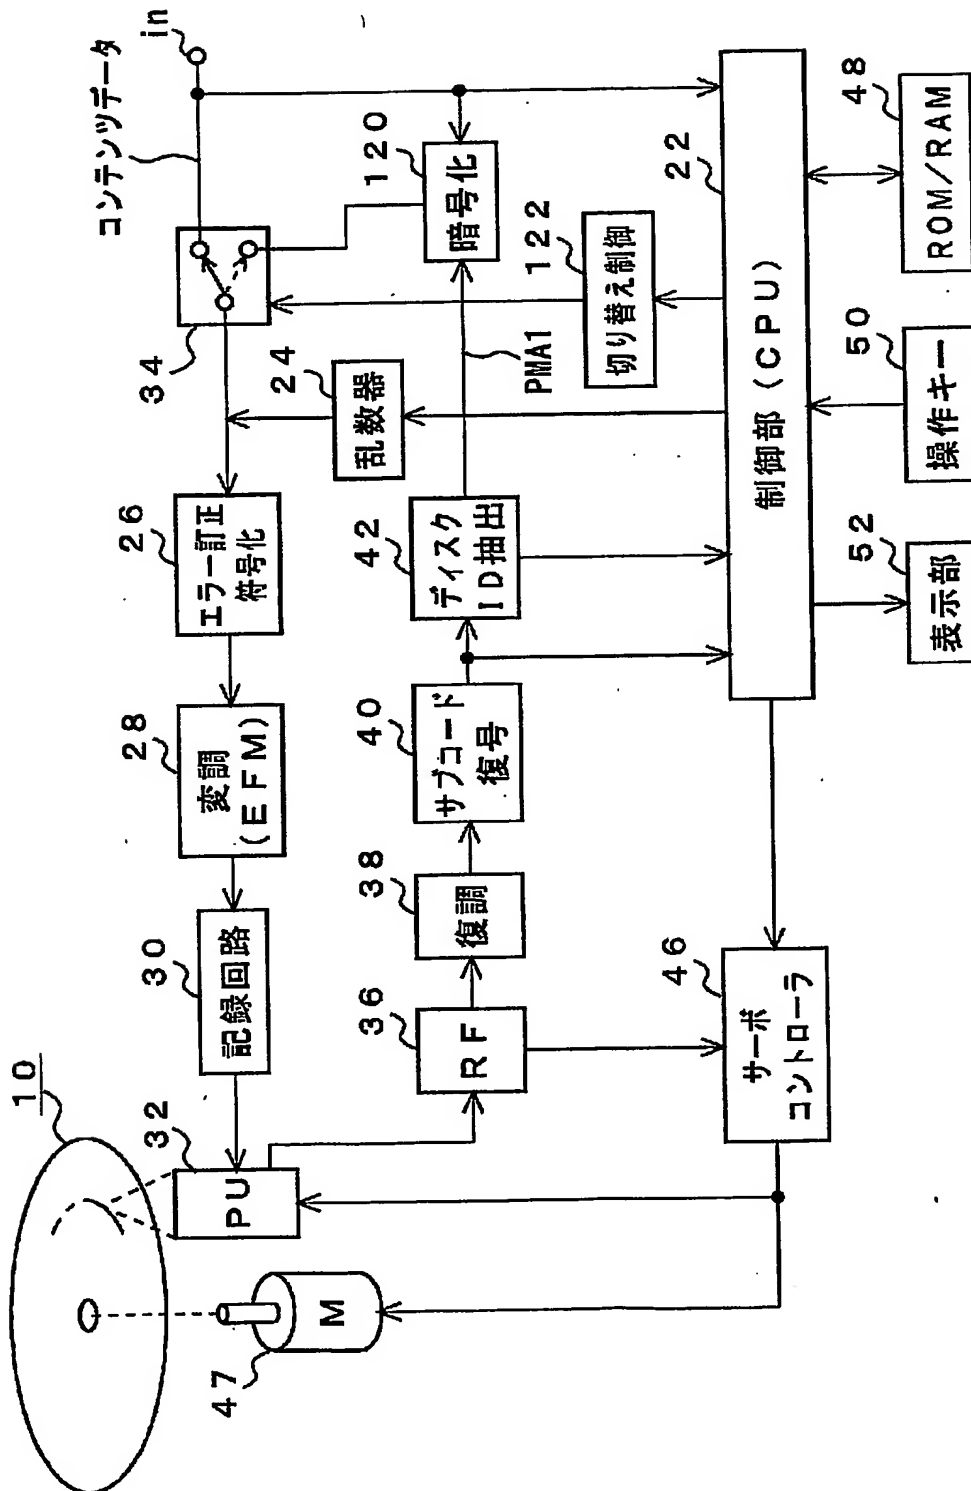 10
32
PU
47
M
30
記録回路
28
変調
(EFM)
26
エラー訂正
符号化
34
コンテンツデータ
in
24
乱数器
120
暗号化
PMA1
122
切り替え制御
36
RF
38
復調
40
サブコード
復号
42
ディスク
ID抽出
22
制御部(CPU)
46
サーボ
コントローラ
52
表示部
50
操作キー
48
ROM/RAM